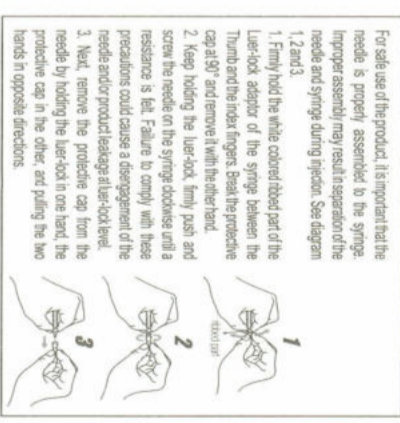 For safe use of the product, it is important that the
needle is properly assembled to the syringe.
Improper assembly may result in separation of the
needle and syringe during injection. See diagram
1, 2 and 3.
1. Firmly hold the white colored ribbed part of the
Luer-lock adaptor of the syringe between the
Thumb and the index fingers. Break the protective
cap at 90° and remove it with the other hand.
2. Keep holding the luer-lock, firmly push and
screw the needle on the syringe clockwise until a
resistance is felt. Failure to comply with these
precautions could cause a disengagement of the
needle and/or product leakage at luer-lock level.
3. Next, remove the protective cap from the
needle by holding the luer-lock in one hand, the
protective cap in the other, and pulling the two
hands in opposite directions.
1
ribbed part
2
3